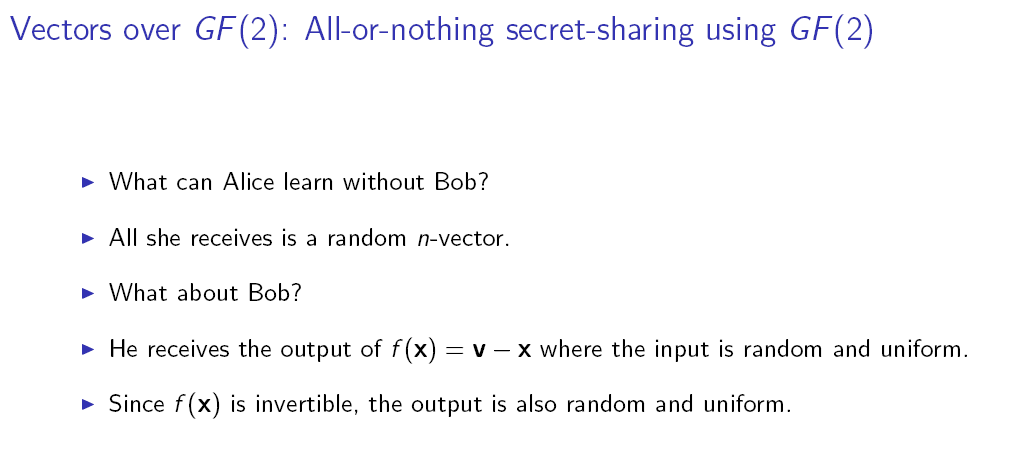 Vectors over GF(2): All-or-nothing secret-sharing using GF(2)
▶ What can Alice learn without Bob?
▶ All she receives is a random n-vector.
▶ What about Bob?
▶ He receives the output of f(x) = v − x where the input is random and uniform.
▶ Since f(x) is invertible, the output is also random and uniform.